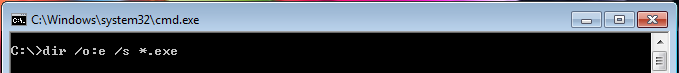 C:\Windows\system32\cmd.exe
C:\>dir /o:e /s *.exe